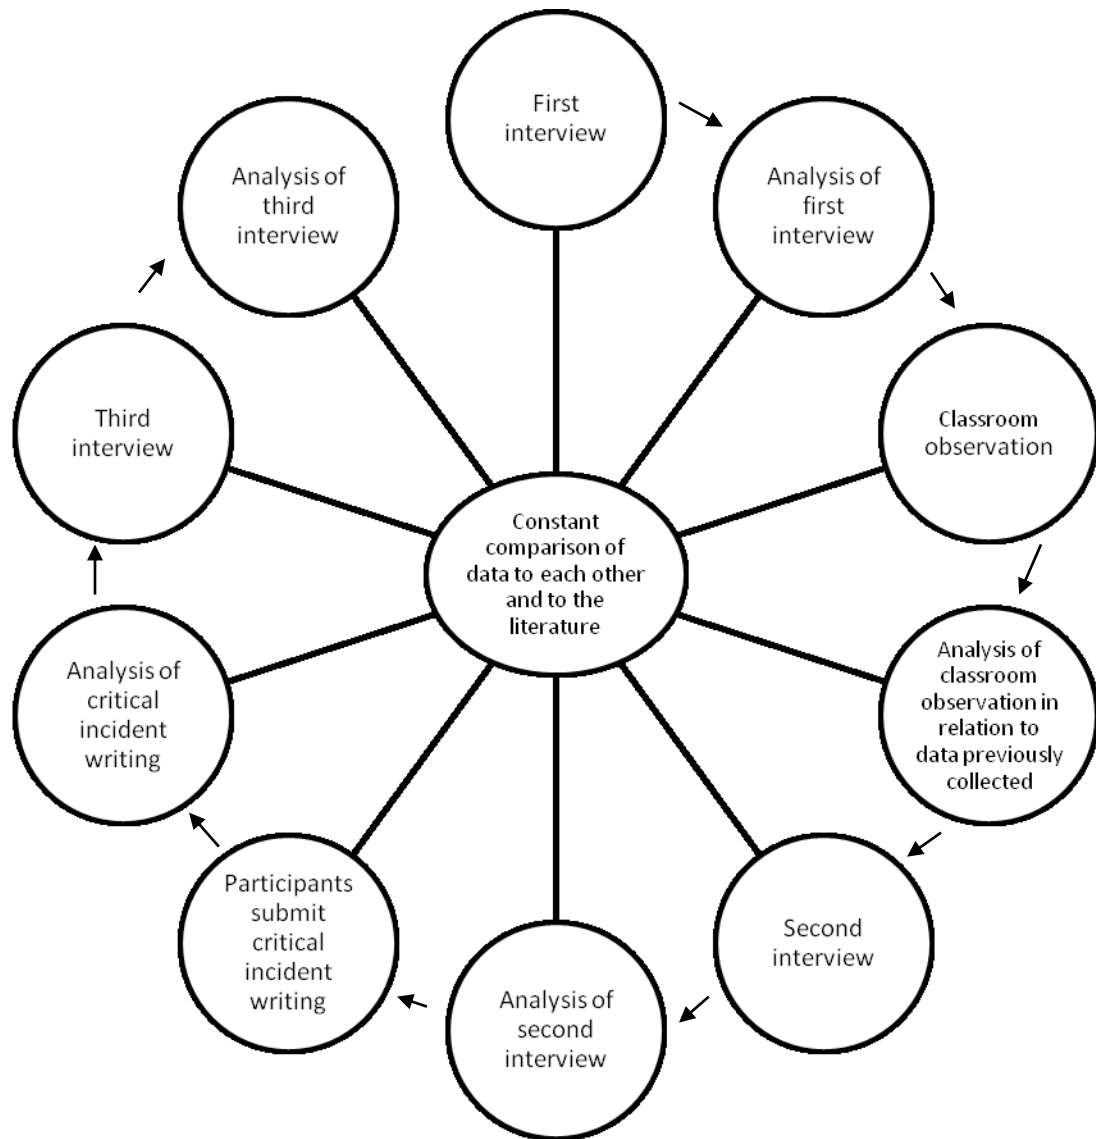 First
interview
Analysis of
first
interview
Classroom
observation
Analysis of
classroom
observation in
relation to
data previously
collected
Second
interview
Analysis of
second
interview
Participants
submit
critical
incident
writing
Analysis of
critical
incident
writing
Third
interview
Analysis of
third
interview
Constant
comparison of
data to each other
and to the
literature